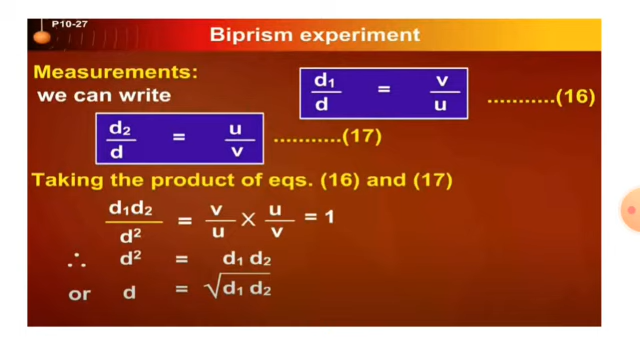 P10-27
Biprism experiment
Measurements:
we can write
d₁/d = v/u ...........(16)
d₂/d = u/v ...........(17)
Taking the product of eqs. (16) and (17)
d₁d₂/d² = v/u X u/v = 1
∴ d² = d₁ d₂
or d = √d₁ d₂